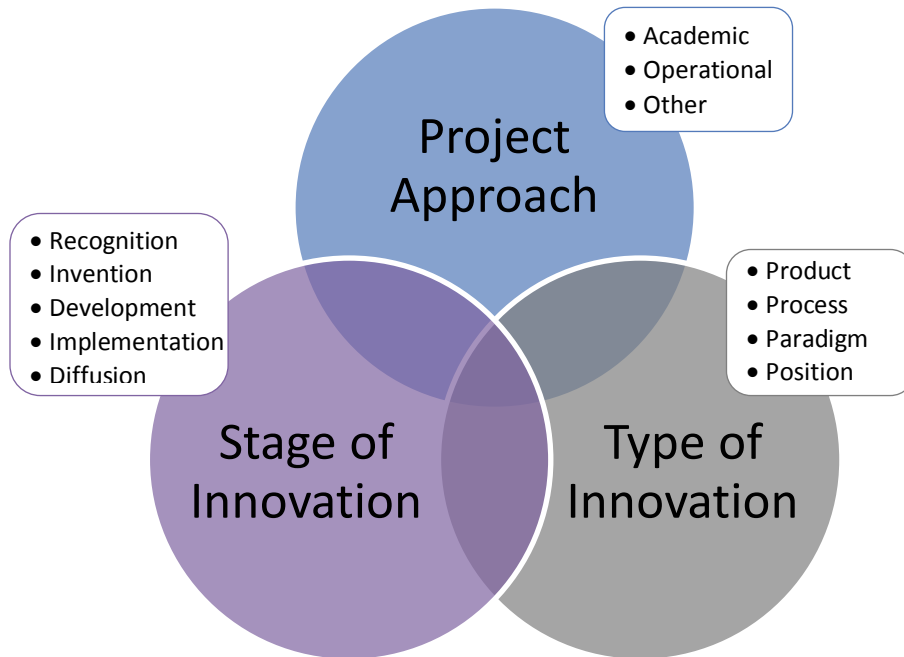 • Academic
• Operational
• Other
Project
Approach
• Recognition
• Invention
• Development
• Implementation
• Diffusion
• Product
• Process
• Paradigm
• Position
Stage of
Innovation
Type of
Innovation